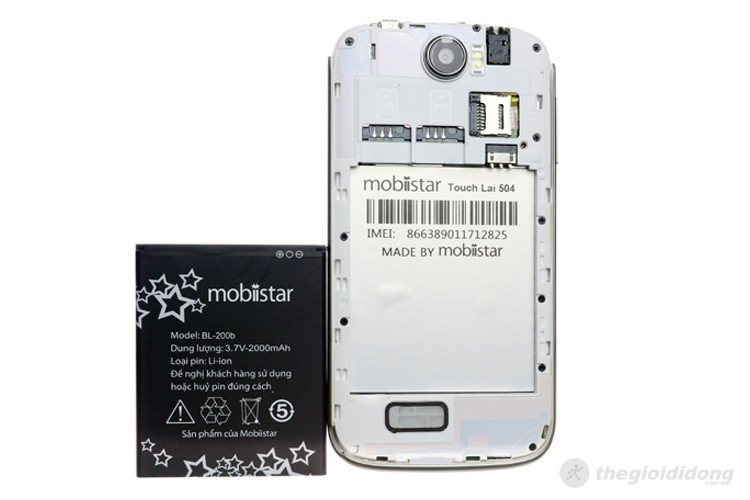 mobiistar Touch Lai 504
IMEI: 866389011712825
MADE BY mobiistar
mobiistar
Model: BL-200b
Dung lượng: 3.7V-2000mAh
Loại pin: Li-ion
Đề nghị khách hàng sử dụng
hoặc huỷ pin đúng cách
5
Sản phẩm của Mobiistar
thegioididong
.com